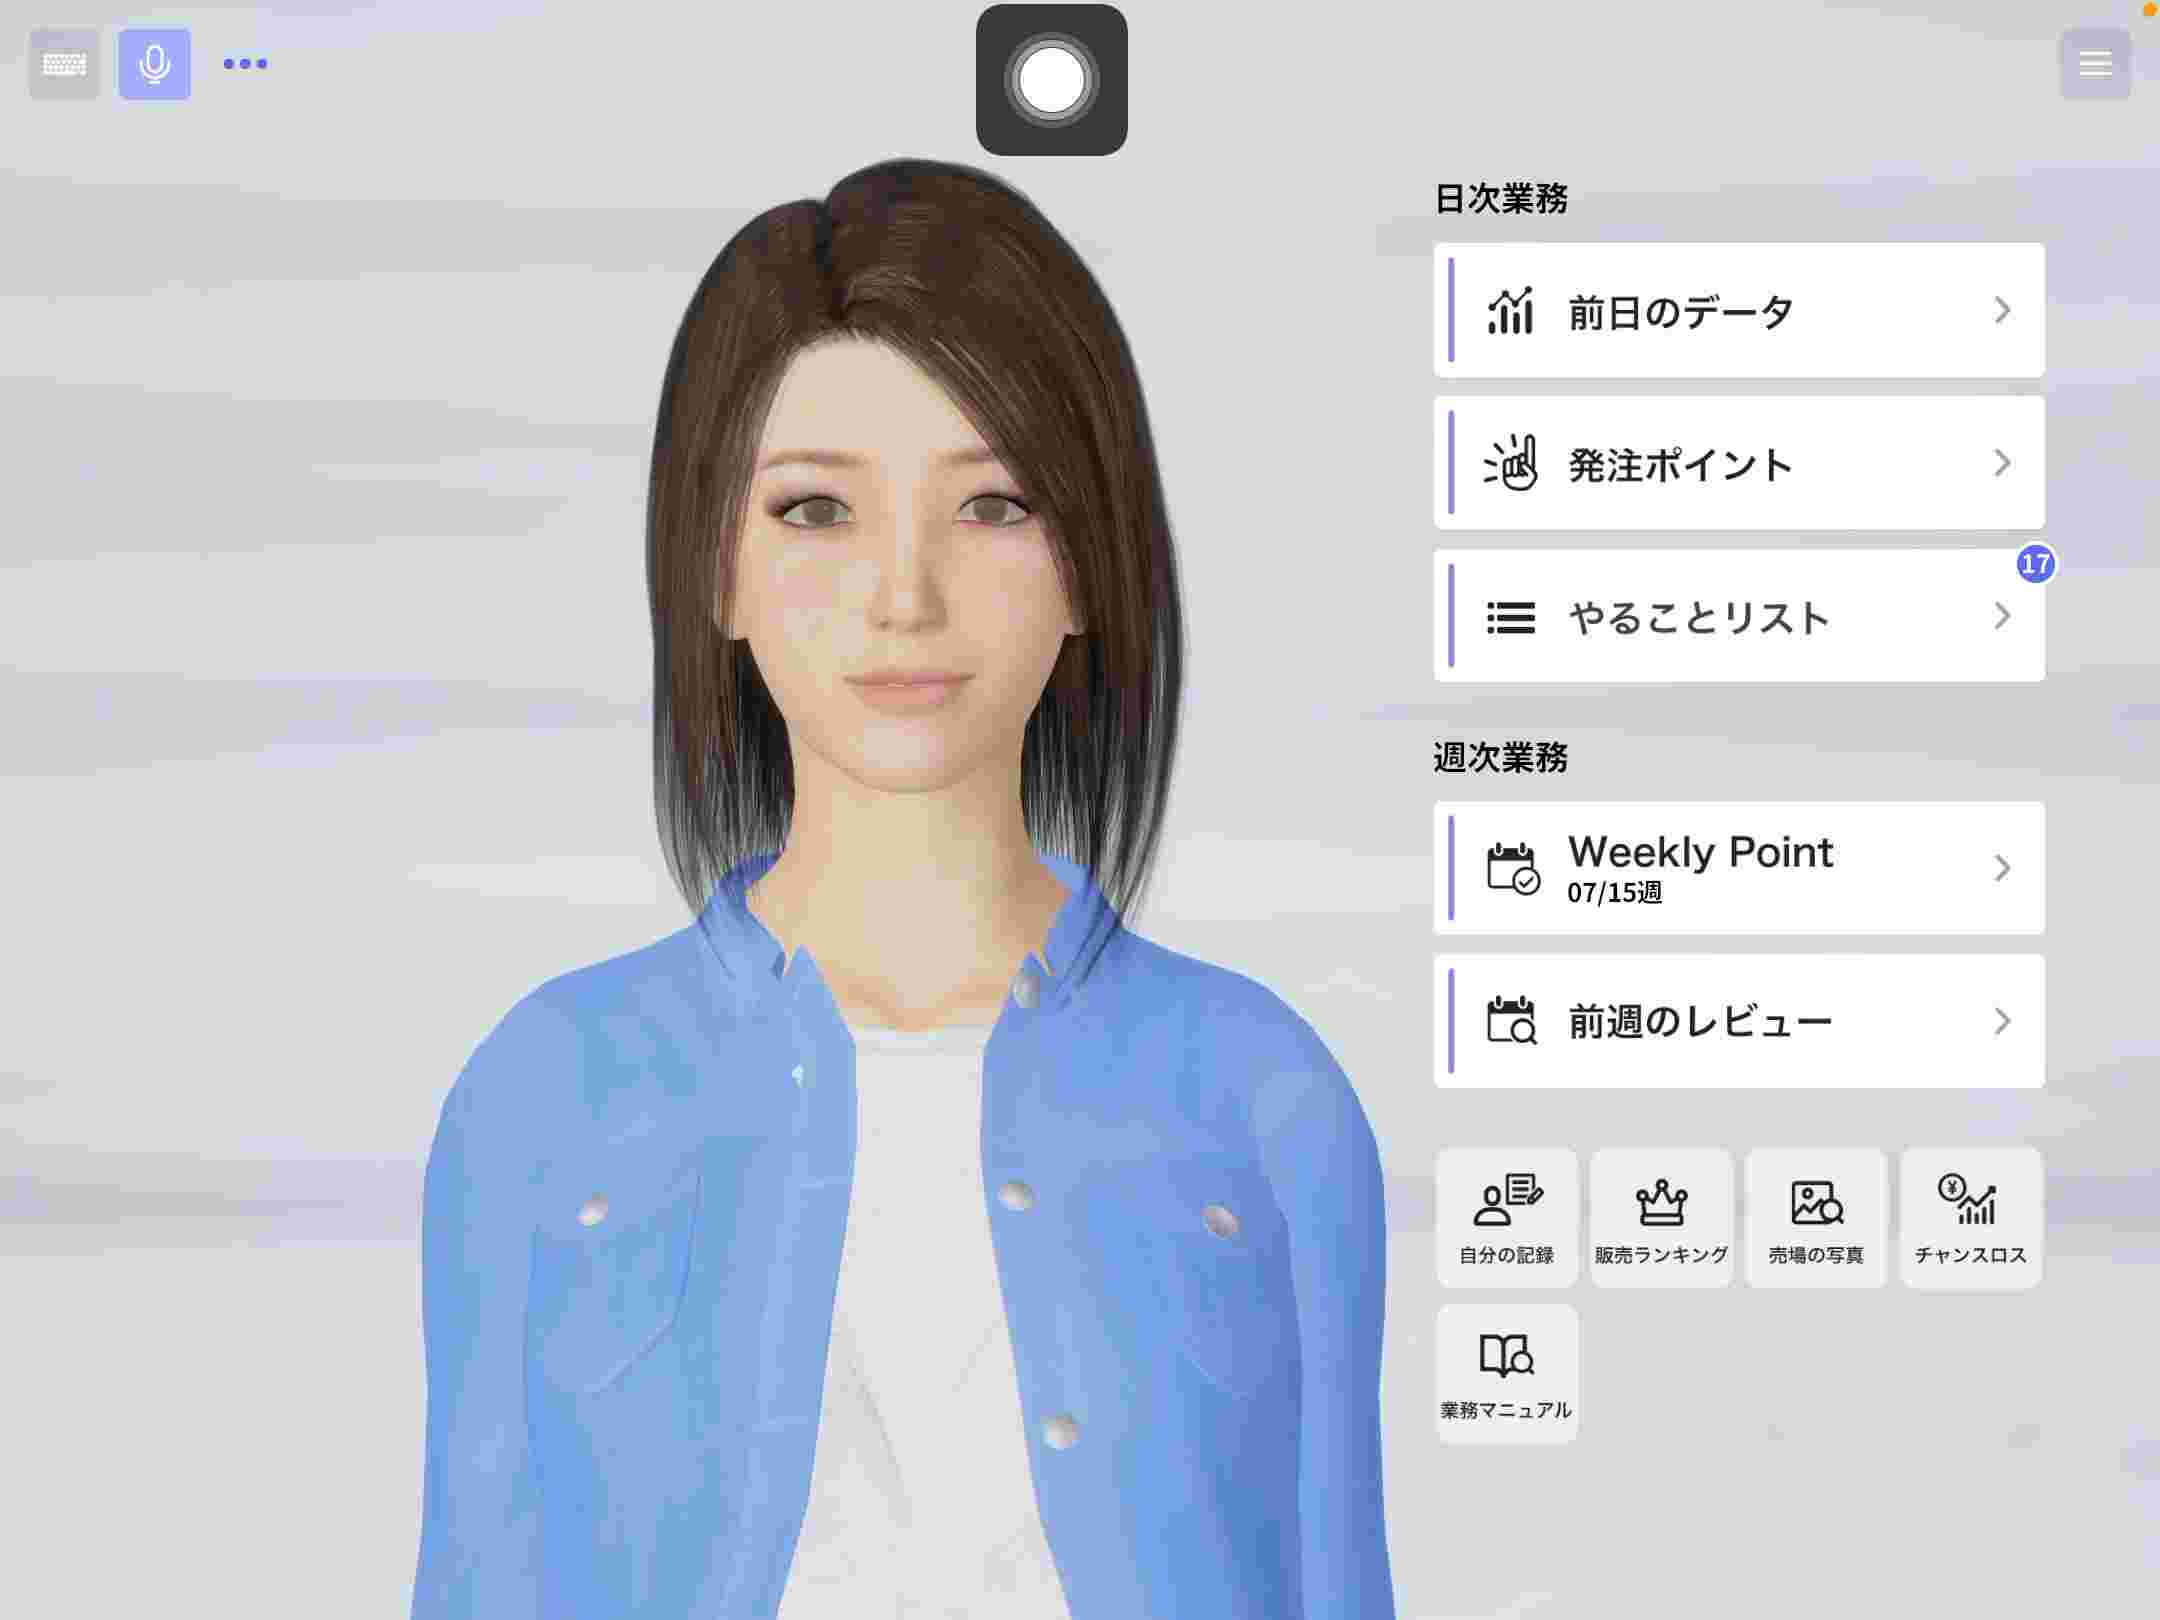 日次業務
前日のデータ
発注ポイント
17
やることリスト
週次業務
Weekly Point
07/15週
前週のレビュー
自分の記録
販売ランキング
売場の写真
チャンスロス
業務マニュアル